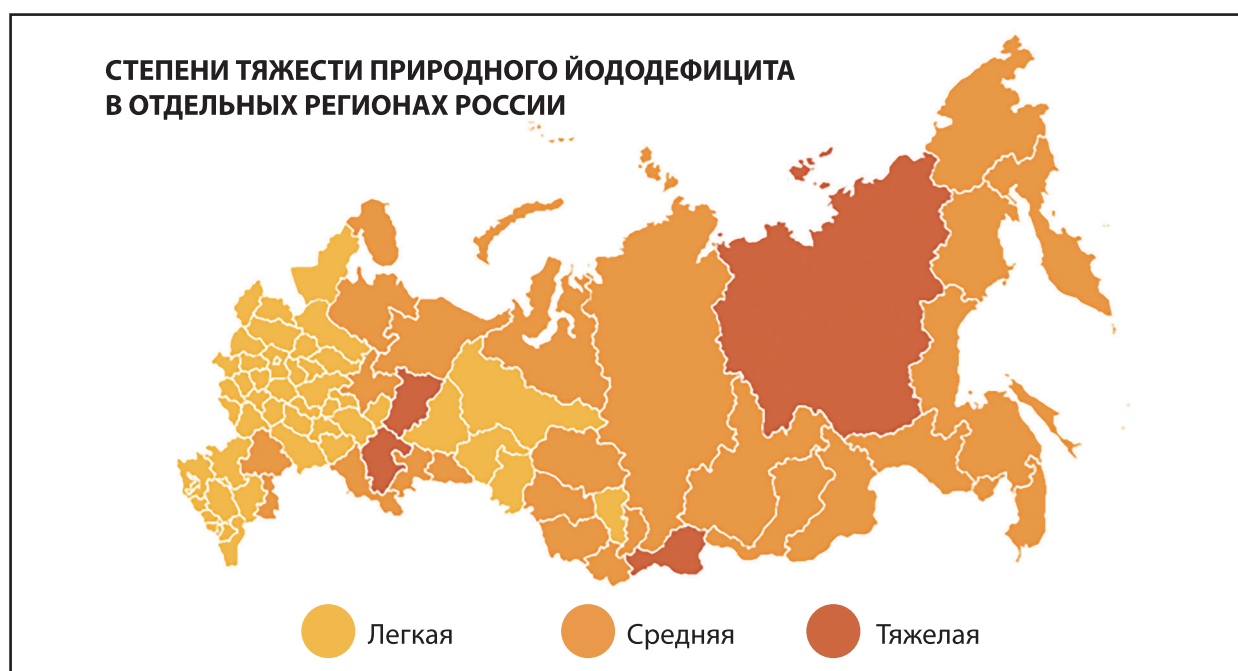 СТЕПЕНИ ТЯЖЕСТИ ПРИРОДНОГО ЙОДОДЕФИЦИТА
В ОТДЕЛЬНЫХ РЕГИОНАХ РОССИИ
Легкая
Средняя
Тяжелая